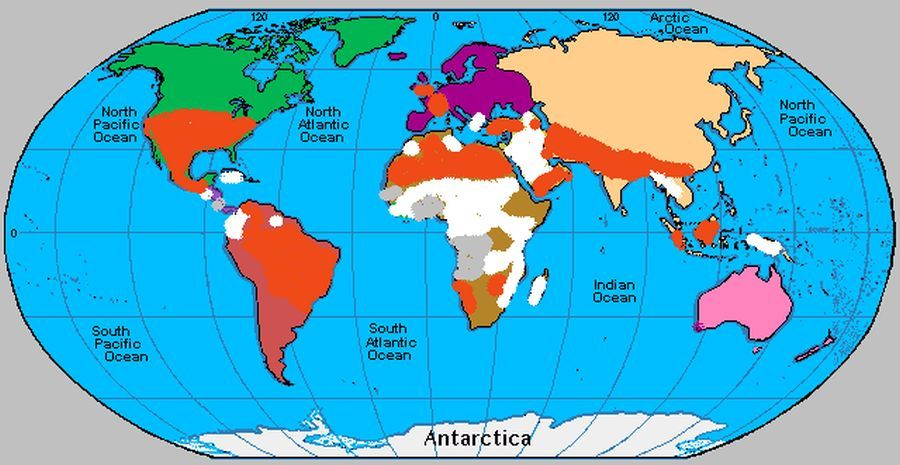 120
0
120
Arctic
Ocean
North
Pacific
Ocean
North
Atlantic
Ocean
North
Pacific
Ocean
0
Indian
Ocean
South
Pacific
Ocean
South
Atlantic
Ocean
Antarctica